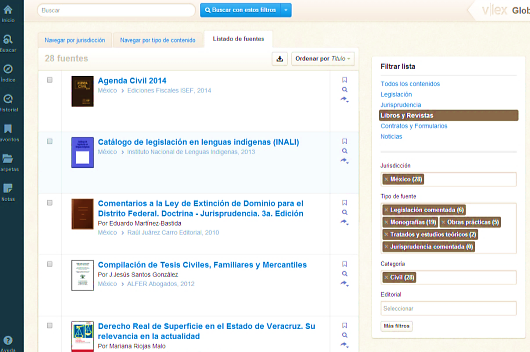 Inicio
Buscar
Índice
Historial
Favoritos
Carpetas
Notas
Ayuda
Buscar
Buscar con estos filtros
vlex Glob
Navegar por jurisdicción
Navegar por tipo de contenido
Listado de fuentes
28 fuentes
Ordenar por Título
Agenda Civil 2014
México › Ediciones Fiscales ISEF, 2014
Catálogo de legislación en lenguas indígenas (INALI)
México › Instituto Nacional de Lenguas Indígenas, 2013
Comentarios a la Ley de Extinción de Dominio para el
Distrito Federal. Doctrina - Jurisprudencia. 3a. Edición
Por Eduardo Martínez-Bastida
México › Raúl Juárez Carro Editorial, 2010
Compilación de Tesis Civiles, Familiares y Mercantiles
Por J.Jesús Santos González
México › ALFER Abogados, 2012
Derecho Real de Superficie en el Estado de Veracruz. Su
relevancia en la actualidad
Por Mariana Riojas Malo
Filtrar lista
Todos los contenidos
Legislación
Jurisprudencia
Libros y Revistas
Contratos y Formularios
Noticias
Jurisdicción
× México (28)
Tipo de fuente
× Legislación comentada (6)
× Monografías (19) × Obras prácticas (5)
× Tratados y estudios teóricos (2)
× Jurisprudencia comentada (6)
Categoría
× Civil (28)
Editorial
Seleccionar
Más filtros